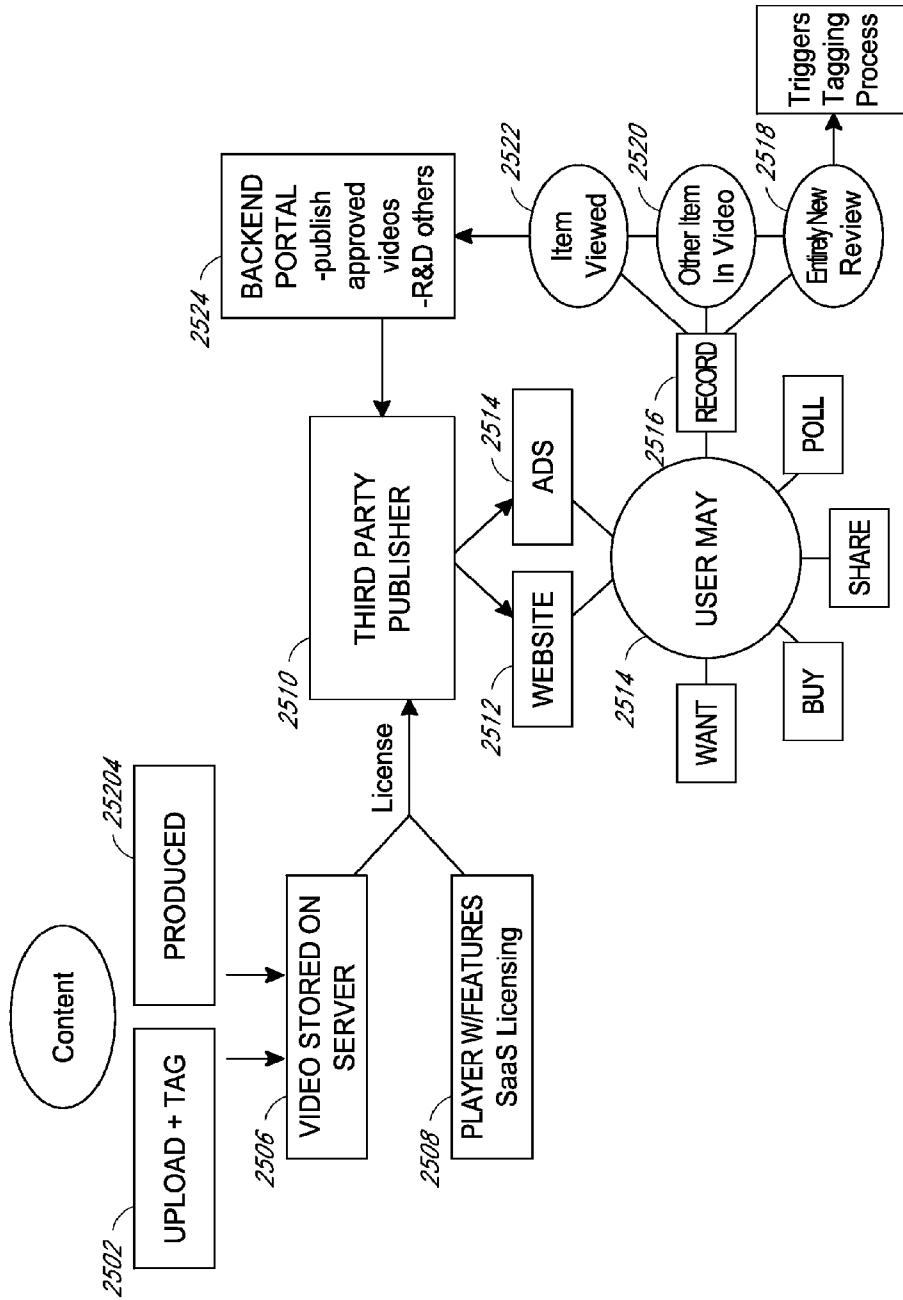 Content
2502
UPLOAD + TAG
25204
PRODUCED
2506
VIDEO STORED ON
SERVER
2508
PLAYER W/FEATURES
SaaS Licensing
License
2510
THIRD PARTY
PUBLISHER
2524
BACKEND
PORTAL
-publish
approved
videos
-R&D others
2512
WEBSITE
2514
ADS
2514
USER MAY
WANT
BUY
SHARE
POLL
2516
RECORD
2522
Item
Viewed
2520
Other Item
In Video
2518
Entirely New
Review
Triggers
Tagging
Process